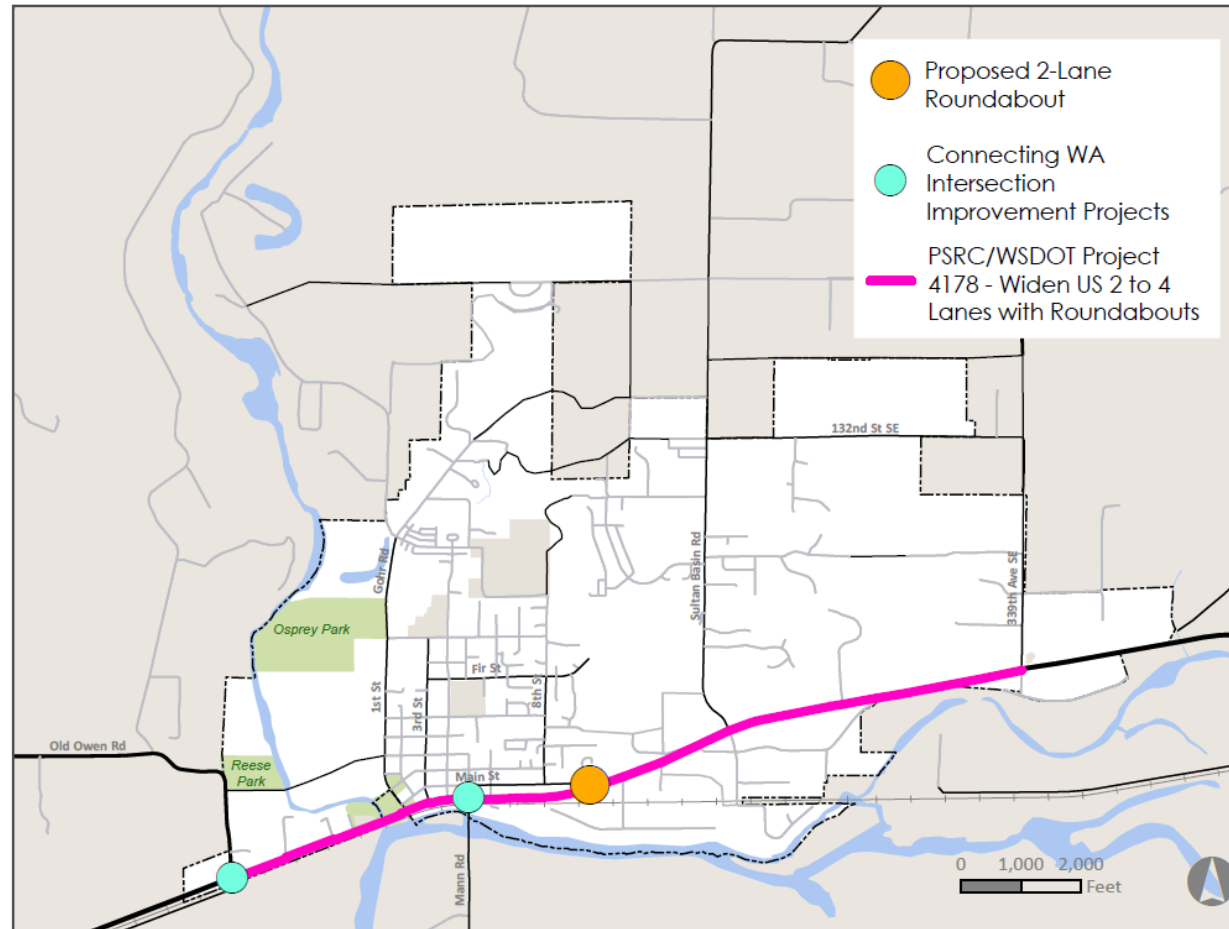 Proposed 2-Lane
Roundabout
Connecting WA
Intersection
Improvement Projects
PSRC/WSDOT Project
4178 - Widen US 2 to 4
Lanes with Roundabouts
132nd St SE
Gohr Rd
Sultan Basin Rd
339th Ave SE
Osprey Park
Fir St
1st St
3rd St
8th St
Old Owen Rd
Reese
Park
Main St
Mann Rd
0 1,000 2,000
Feet